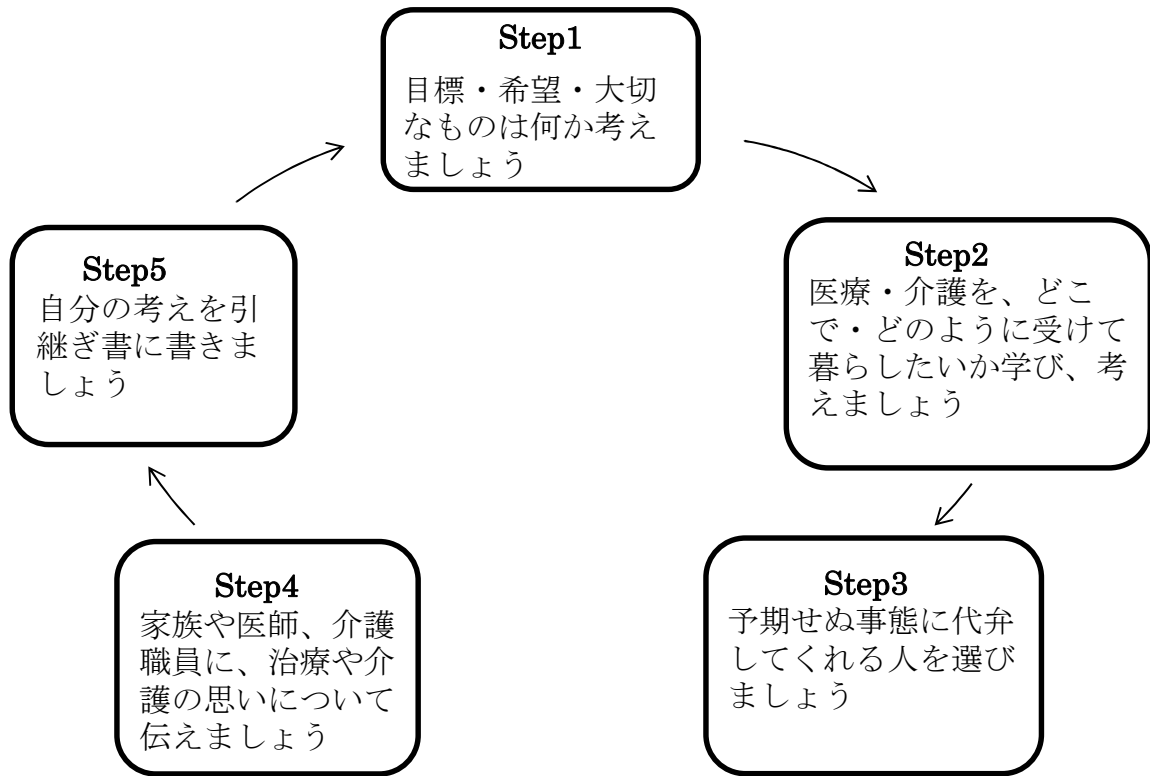 Step1
目標・希望・大切
なものは何か考え
ましょう
Step2
医療・介護を、どこ
で・どのように受けて
暮らしたいか学び、考
えましょう
Step3
予期せぬ事態に代弁
してくれる人を選び
ましょう
Step4
家族や医師、介護
職員に、治療や介
護の思いについて
伝えましょう
Step5
自分の考えを引
継ぎ書に書きま
しょう